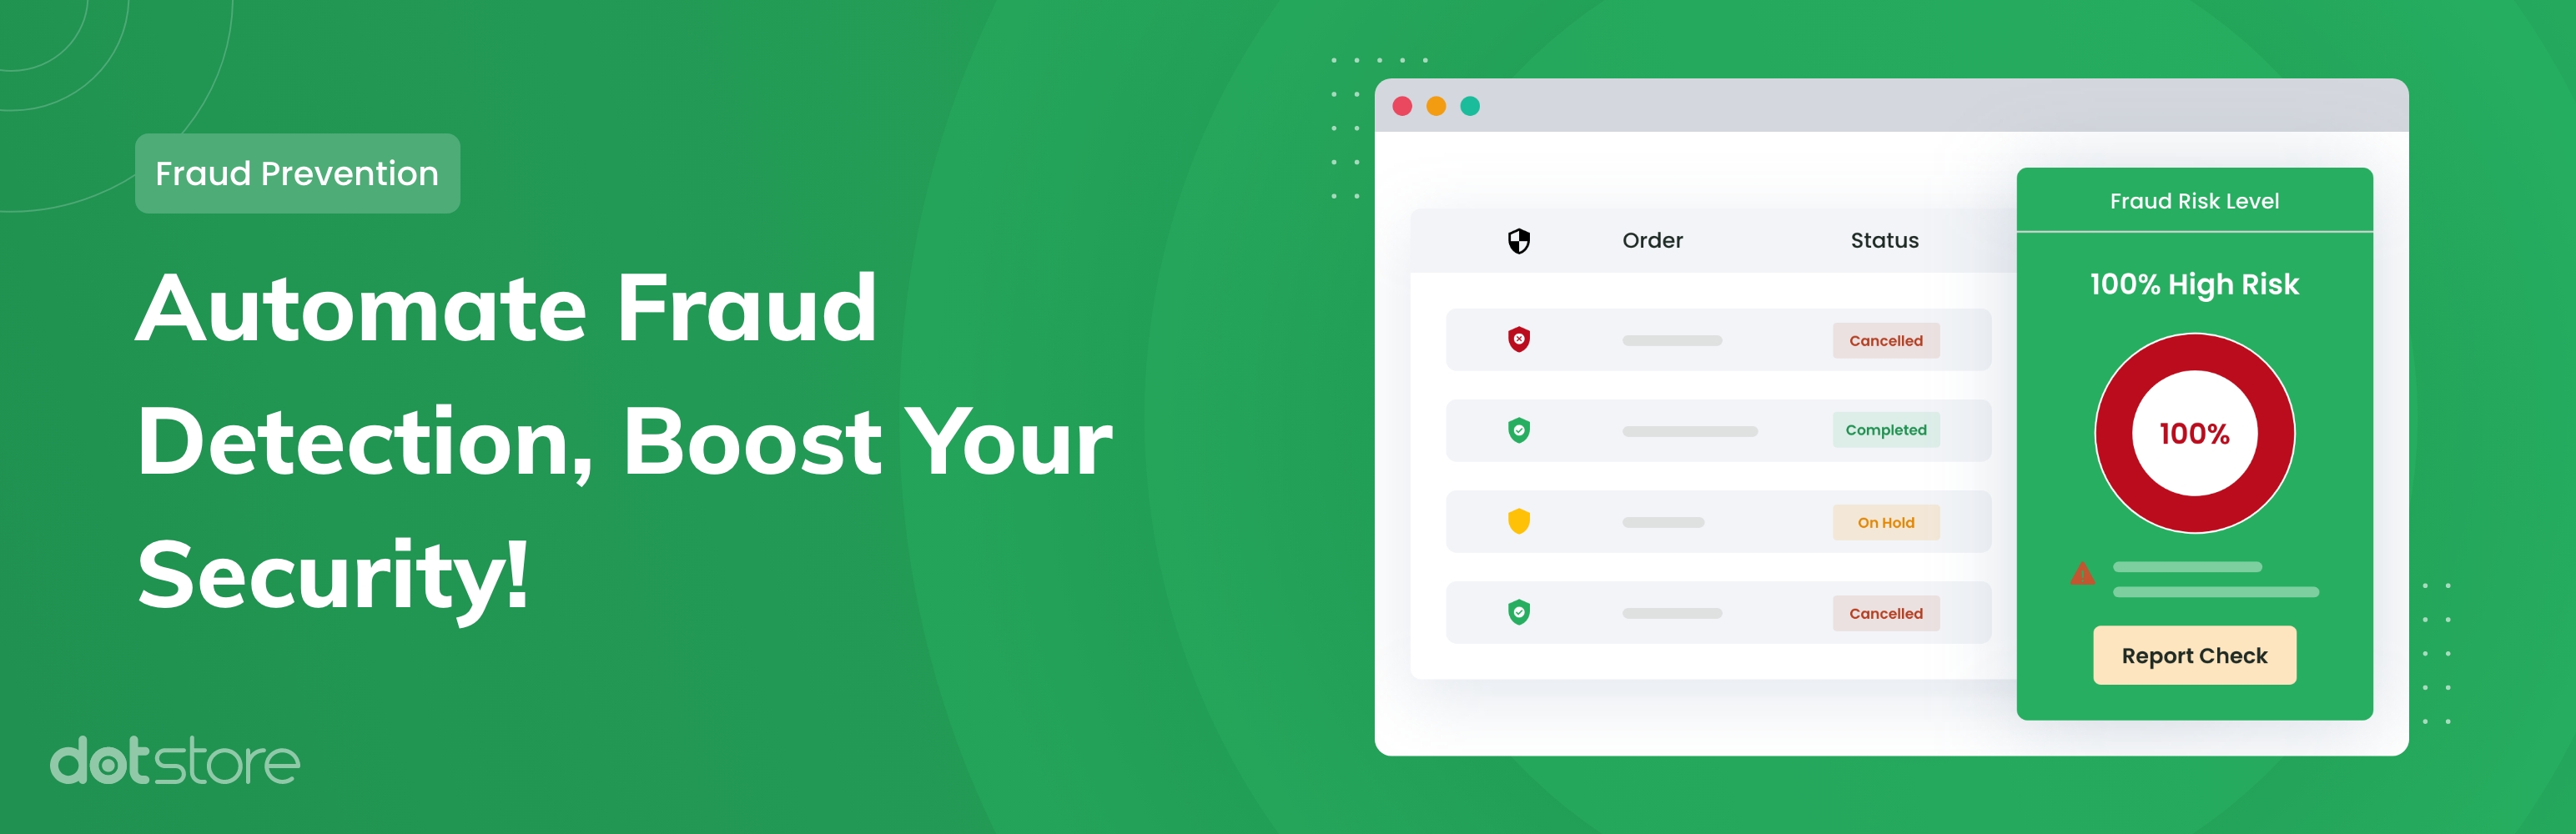 Fraud Prevention
Automate Fraud
Detection, Boost Your
Security!
dotstore
Order Status
Cancelled
Completed
On Hold
Cancelled
Fraud Risk Level
100% High Risk
100%
Report Check